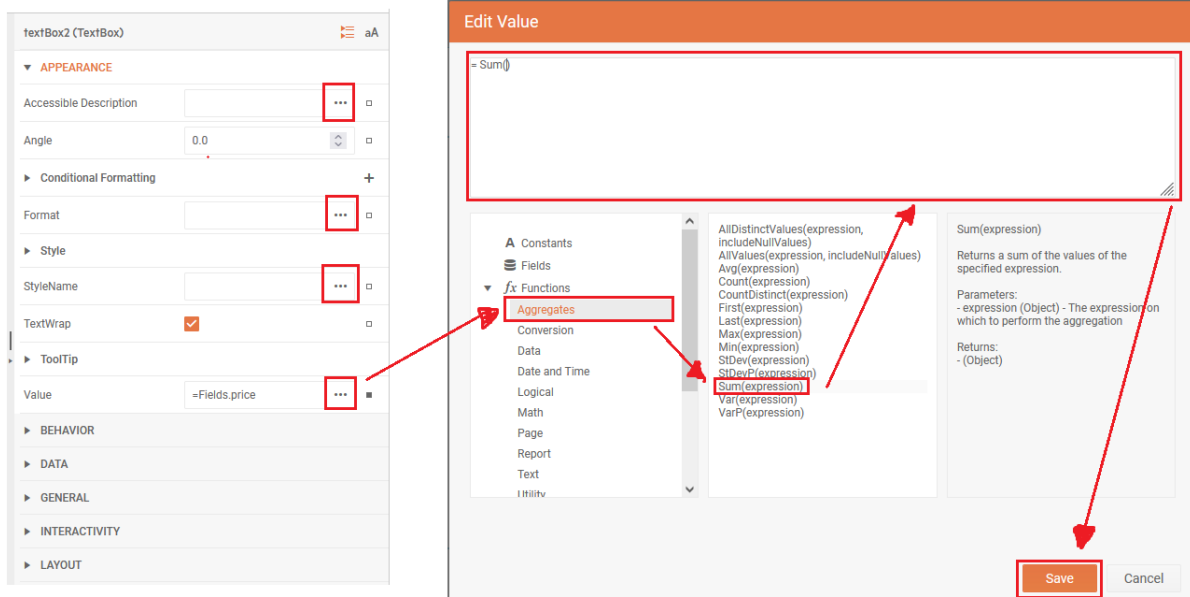 textBox2 (TextBox)
aA
APPEARANCE
Accessible Description
...
Angle
0.0
Conditional Formatting
+
Format
...
Style
StyleName
...
TextWrap
ToolTip
Value
=Fields.price
...
BEHAVIOR
DATA
GENERAL
INTERACTIVITY
LAYOUT
Edit Value
= Sum()
A Constants
Fields
fx Functions
Aggregates
Conversion
Data
Date and Time
Logical
Math
Page
Report
Text
Utility
AllDistinctValues(expression,
includeNullValues)
AllValues(expression, includeNullValues)
Avg(expression)
Count(expression)
CountDistinct(expression)
First(expression)
Last(expression)
Max(expression)
Min(expression)
StDev(expression)
StDevP(expression)
Sum(expression)
Var(expression)
VarP(expression)
Sum(expression)
Returns a sum of the values of the
specified expression.
Parameters:
- expression (Object) - The expression on
which to perform the aggregation
Returns:
- (Object)
Save
Cancel